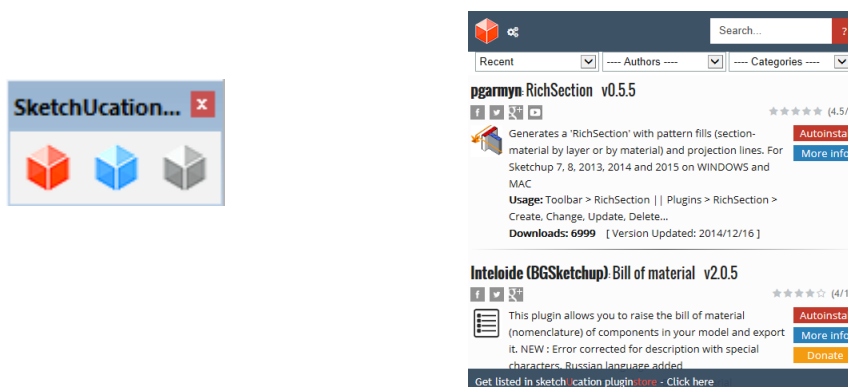 SketchUcation...
Search...
?
Recent
---- Authors ----
---- Categories ----
pgarmyn: RichSection v0.5.5
(4.5/
Autoinsta
More info
Generates a 'RichSection' with pattern fills (section-
material by layer or by material) and projection lines. For
Sketchup 7, 8, 2013, 2014 and 2015 on WINDOWS and
MAC
Usage: Toolbar > RichSection || Plugins > RichSection >
Create, Change, Update, Delete...
Downloads: 6999 [ Version Updated: 2014/12/16 ]
Inteloide (BGSketchup): Bill of material v2.0.5
(4/1
Autoinsta
More info
Donate
This plugin allows you to raise the bill of material
(nomenclature) of components in your model and export
it. NEW : Error corrected for description with special
characters. Russian language added
Get listed in sketchUcation pluginstore - Click here